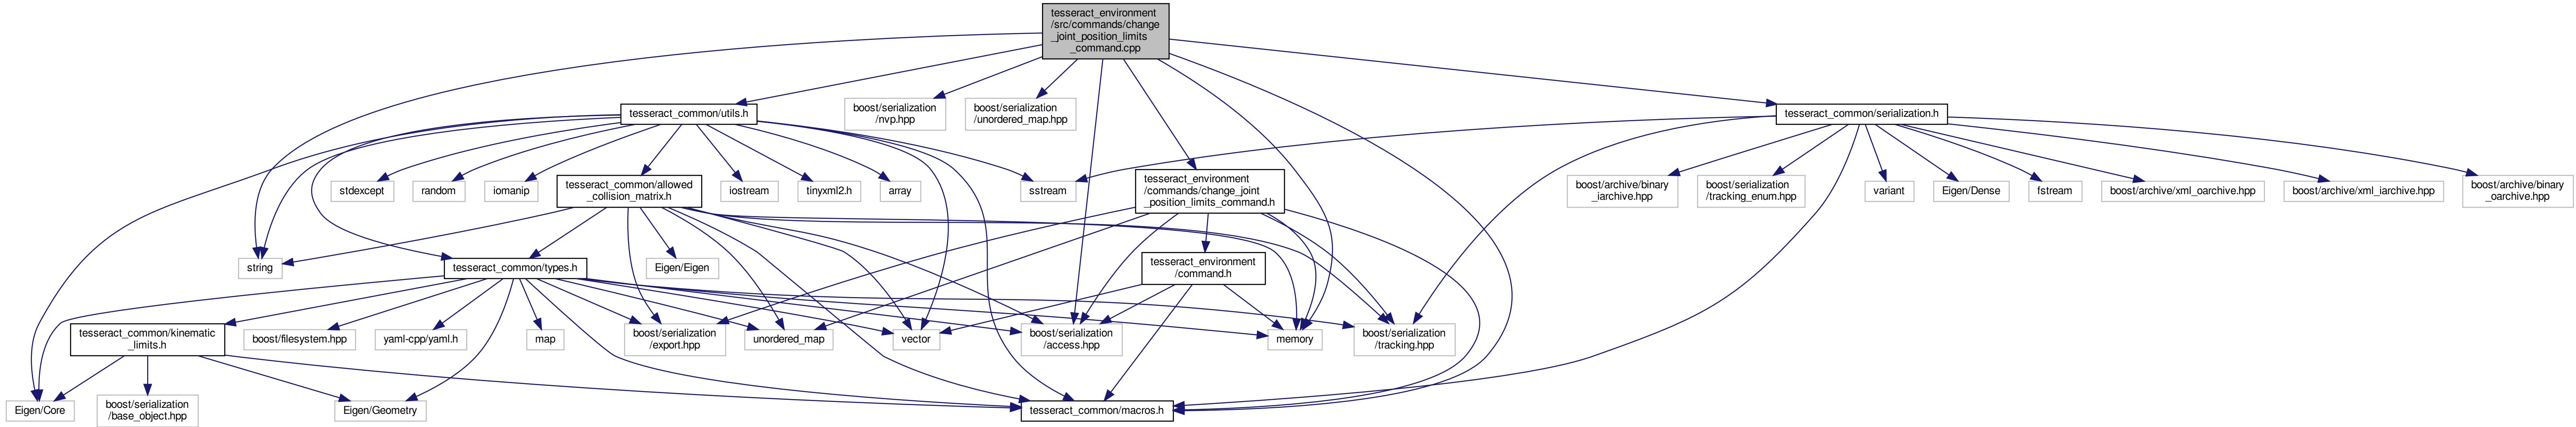 tesseract_environment
/src/commands/change
_joint_position_limits
_command.cpp
tesseract_common/utils.h
boost/serialization
/nvp.hpp
boost/serialization
/unordered_map.hpp
tesseract_common/serialization.h
stdexcept
random
iomanip
tesseract_common/allowed
_collision_matrix.h
iostream
tinyxml2.h
array
sstream
tesseract_environment
/commands/change_joint
_position_limits_command.h
boost/archive/binary
_iarchive.hpp
boost/serialization
/tracking_enum.hpp
variant
Eigen/Dense
fstream
boost/archive/xml_oarchive.hpp
boost/archive/xml_iarchive.hpp
boost/archive/binary
_oarchive.hpp
string
tesseract_common/types.h
Eigen/Eigen
tesseract_environment
/command.h
tesseract_common/kinematic
_limits.h
boost/filesystem.hpp
yaml-cpp/yaml.h
map
boost/serialization
/export.hpp
unordered_map
vector
boost/serialization
/access.hpp
memory
boost/serialization
/tracking.hpp
Eigen/Core
boost/serialization
/base_object.hpp
Eigen/Geometry
tesseract_common/macros.h